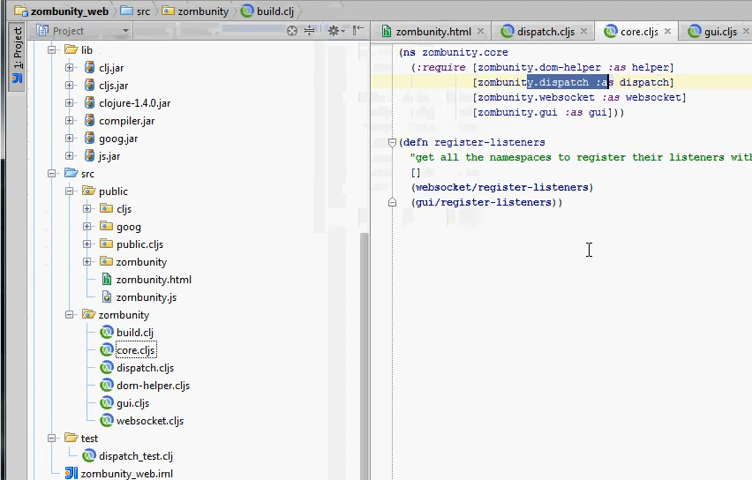 zombunity_web src zombunity build.clj
1: Project
Project
lib
clj.jar
cljs.jar
clojure-1.4.0.jar
compiler.jar
goog.jar
js.jar
src
public
cljs
goog
public.cljs
zombunity
zombunity.html
zombunity.js
zombunity
build.clj
core.cljs
dispatch.cljs
dom-helper.cljs
gui.cljs
websocket.cljs
test
dispatch_test.clj
zombunity_web.iml
zombunity.html dispatch.cljs core.cljs gui.cljs
(ns zombunity.core
(:require [zombunity.dom-helper :as helper]
[zombunity.dispatch :as dispatch]
[zombunity.websocket :as websocket]
[zombunity.gui :as gui]))
(defn register-listeners
"get all the namespaces to register their listeners wit
[]
(websocket/register-listeners)
(gui/register-listeners))